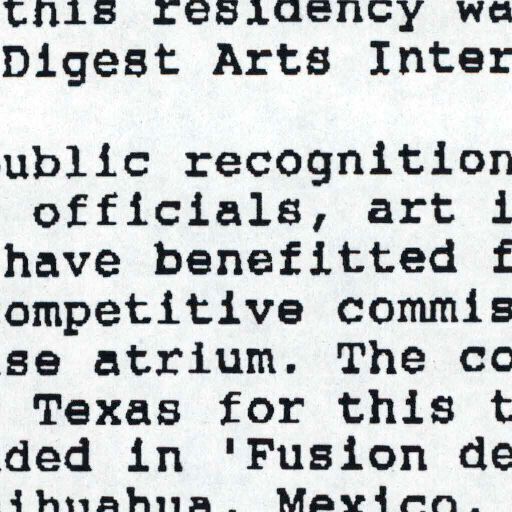 this residency wa
Digest Arts Inter
ublic recognition
officials, art i
have benefitted f
ompetitive commis
se atrium. The co
Texas for this t
ded in 'Fusion de
ihuahua, Mexico.